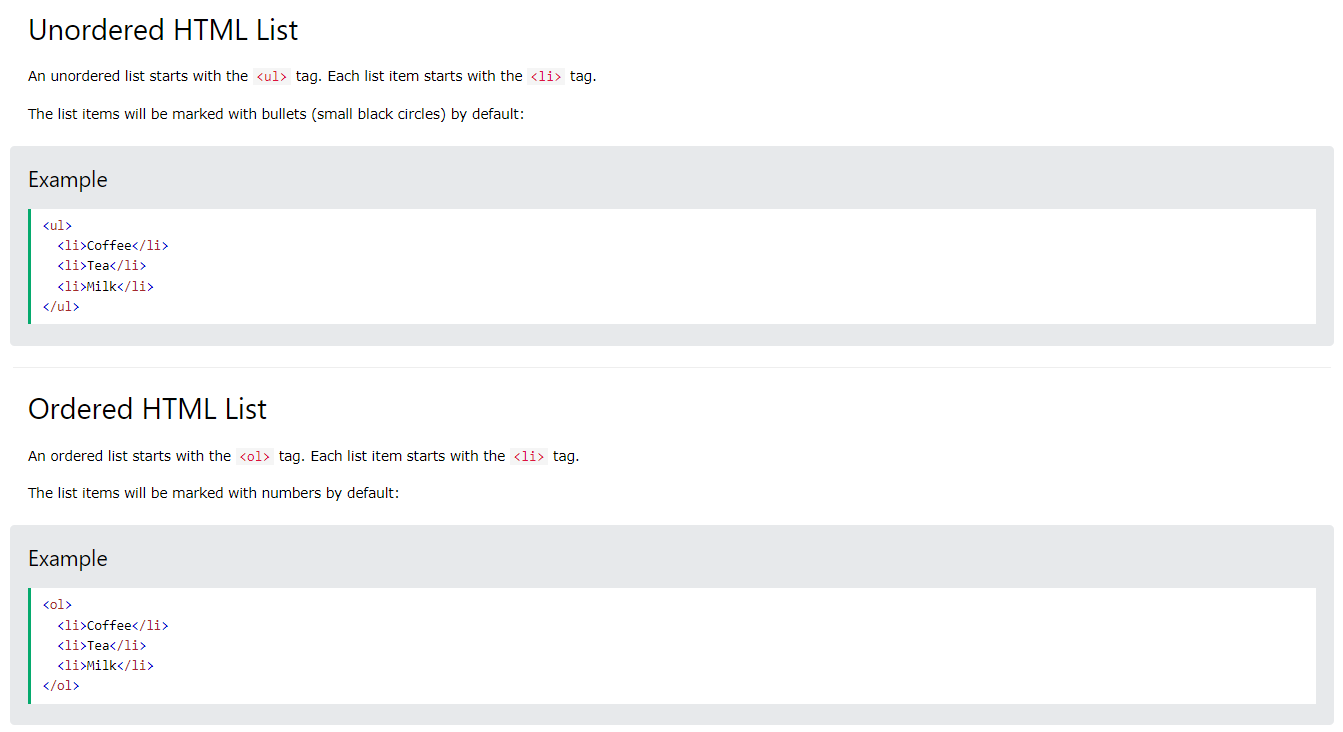 Unordered HTML List
An unordered list starts with the <ul> tag. Each list item starts with the <li> tag.
The list items will be marked with bullets (small black circles) by default:
Example
<ul>
  <li>Coffee</li>
  <li>Tea</li>
  <li>Milk</li>
</ul>
Ordered HTML List
An ordered list starts with the <ol> tag. Each list item starts with the <li> tag.
The list items will be marked with numbers by default:
Example
<ol>
  <li>Coffee</li>
  <li>Tea</li>
  <li>Milk</li>
</ol>